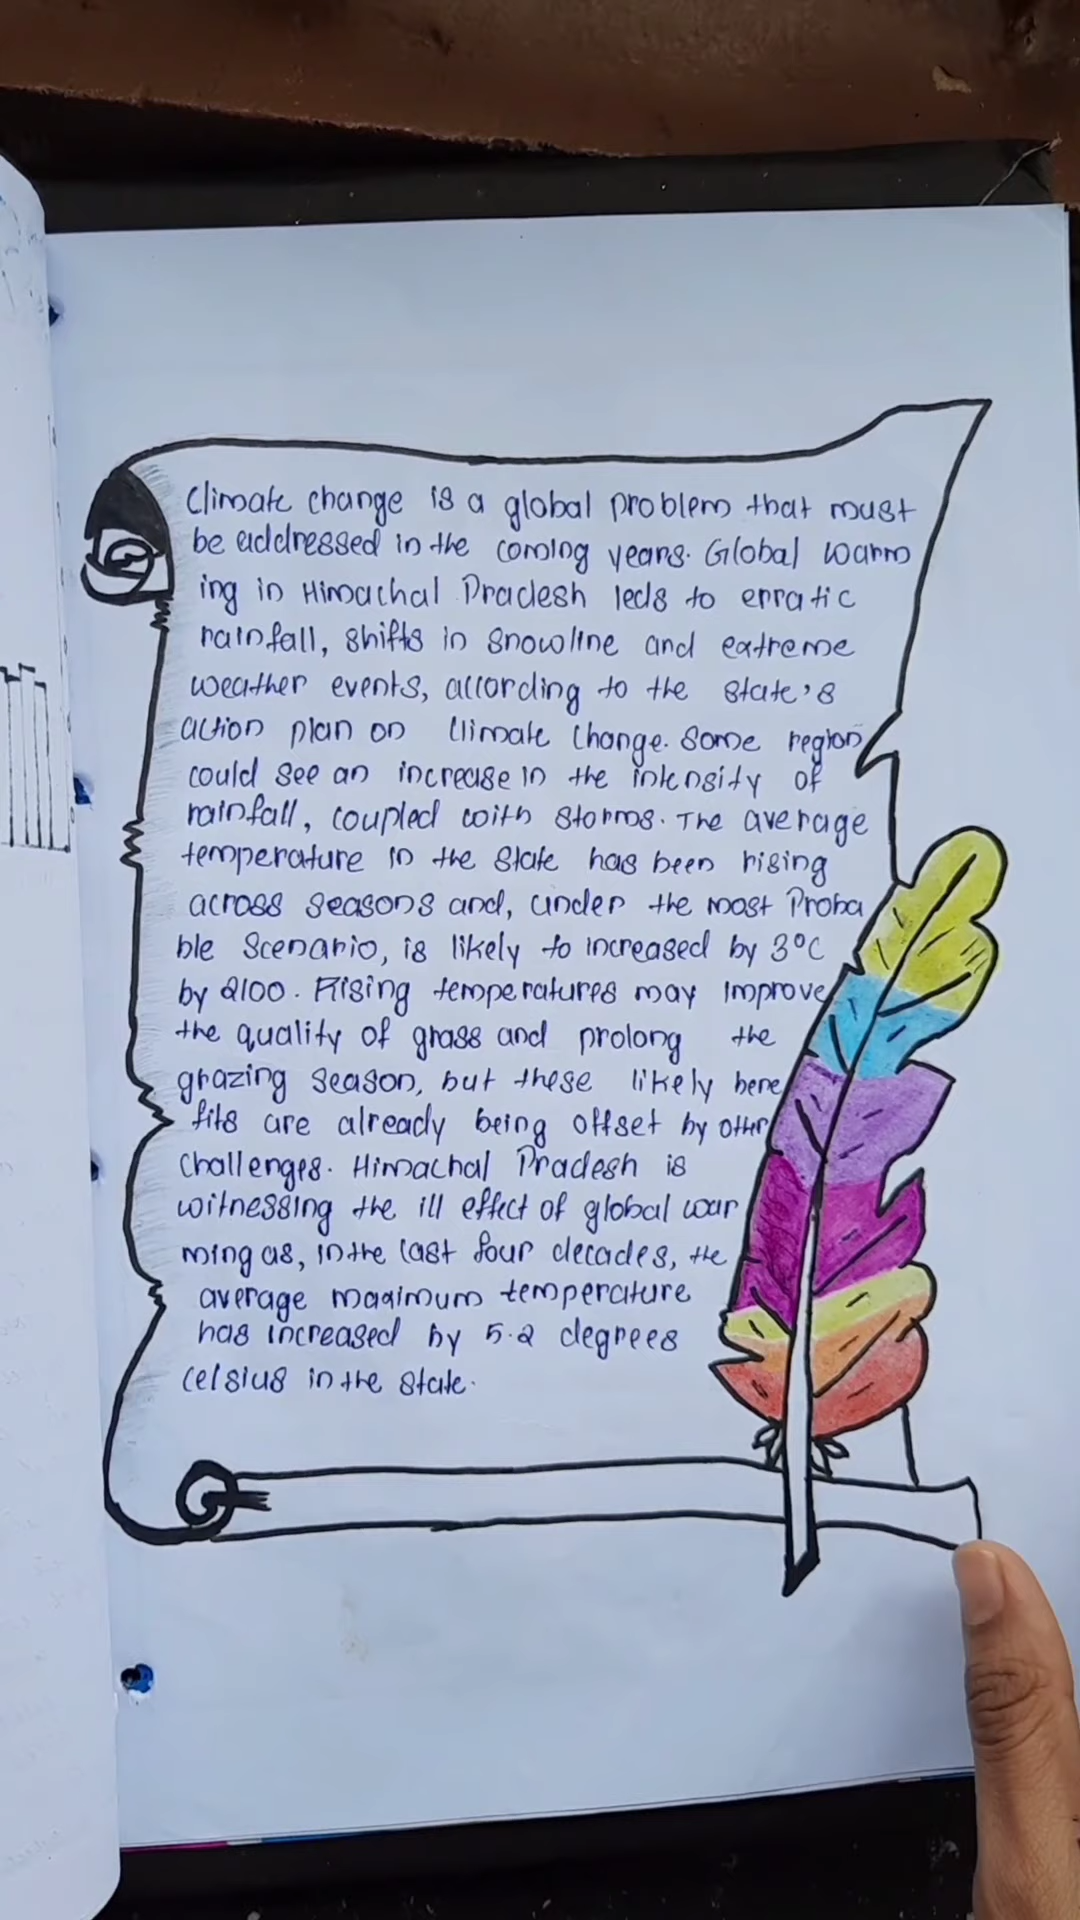 Climate change is a global problem that must
be addressed in the coming years. Global warm
ing in Himachal Pradesh leds to erratic
rainfall, shifts in snowline and extreme
weather events, according to the state's
action plan on Climate Change. Some region
could see an increase in the intensity of
rainfall, coupled with storms. The average
temperature in the state has been rising
across seasons and, under the most Proba
ble Scenario, is likely to increased by 3°C
by 2100. Rising temperatures may improve
the quality of grass and prolong the
grazing season, but these likely bene
fits are already being offset by other
challenges. Himachal Pradesh is
witnessing the ill effect of global war
ming as, in the last four decades, the
average maximum temperature
has increased by 5.2 degrees
celsius in the state.